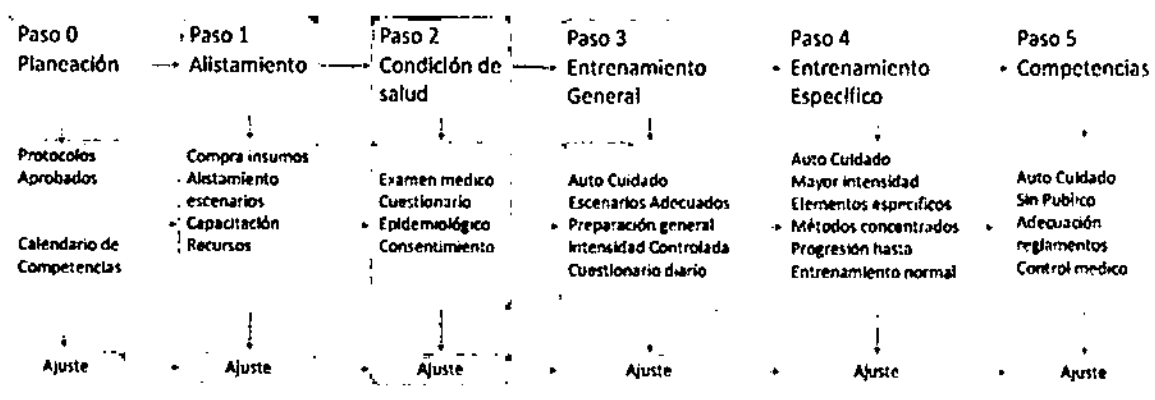 Paso 0
Planeación
Paso 1
Alistamiento
Paso 2
Condición de
salud
Paso 3
Entrenamiento
General
Paso 4
Entrenamiento
Específico
Paso 5
Competencias
Protocolos
Aprobados
Calendario de
Competencias
Compra insumos
Alistamiento
escenarios
Capacitación
Recursos
Examen medico
Cuestionario
Epidemiológico
Consentimiento
Auto Cuidado
Escenarios Adecuados
Preparación general
Intensidad Controlada
Cuestionario diario
Auto Cuidado
Mayor intensidad
Elementos específicos
Métodos concentrados
Progresión hasta
Entrenamiento normal
Auto Cuidado
Sin Publico
Adecuación
reglamentos
Control medico
Ajuste
Ajuste
Ajuste
Ajuste
Ajuste
Ajuste